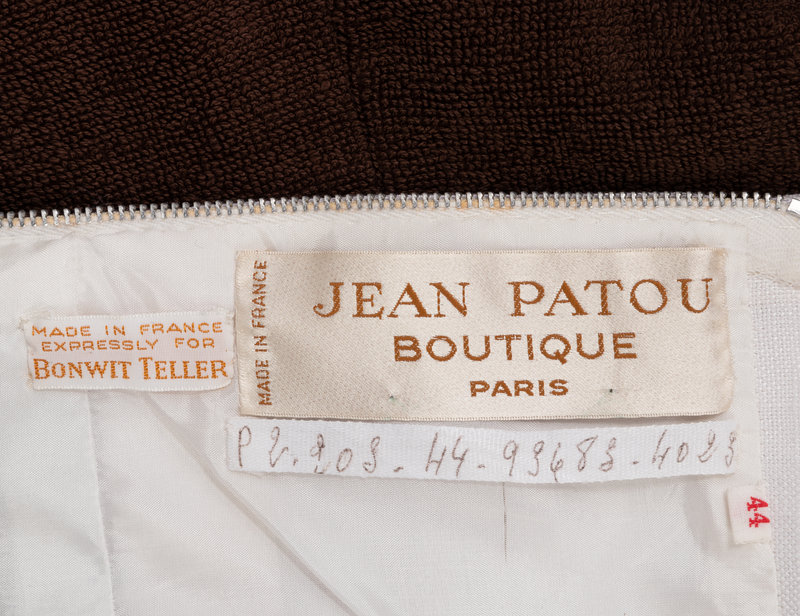 MADE IN FRANCE
EXPRESSLY FOR
BONWIT TELLER
MADE IN FRANCE
JEAN PATOU
BOUTIQUE
PARIS
P 2.203-44-93683-4023
44